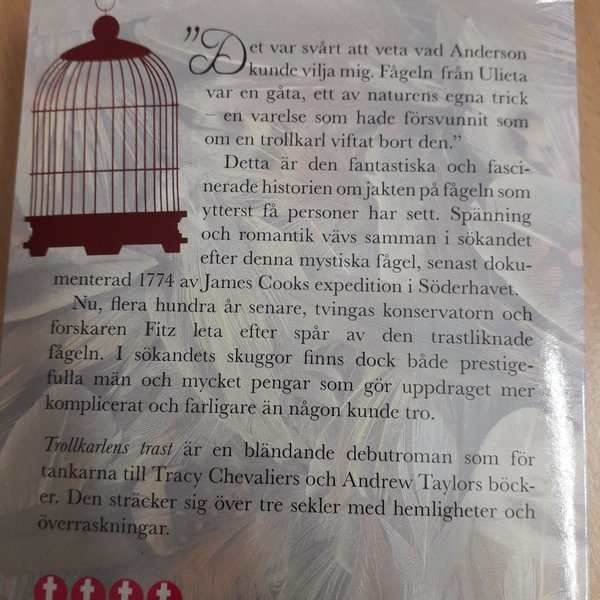 ”Det var svårt att veta vad Anderson
kunde vilja mig. Fågeln från Ulieta
var en gåta, ett av naturens egna trick
– en varelse som hade försvunnit som
om en trollkarl viftat bort den.”
Detta är den fantastiska och fasci-
nerade historien om jakten på fågeln som
ytterst få personer har sett. Spänning
och romantik vävs samman i sökandet
efter denna mystiska fågel, senast doku-
menterad 1774 av James Cooks expedition i Söderhavet.
Nu, flera hundra år senare, tvingas konservatorn och
forskaren Fitz leta efter spår av den trastliknade
fågeln. I sökandets skuggor finns dock både prestige-
fulla män och mycket pengar som gör uppdraget mer
komplicerat och farligare än någon kunde tro.
Trollkarlens trast är en bländande debutroman som för
tankarna till Tracy Chevaliers och Andrew Taylors böck-
er. Den sträcker sig över tre sekler med hemligheter och
överraskningar.
t t t t